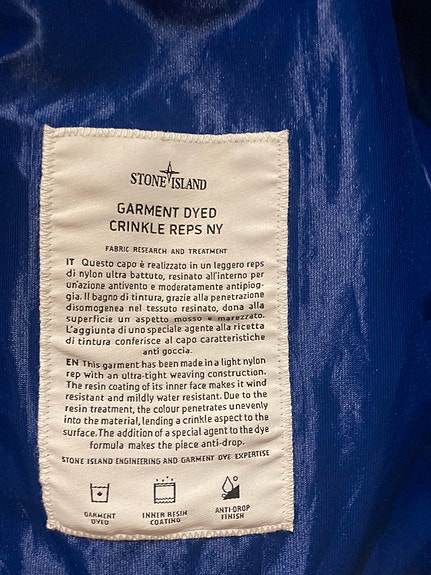 STONE ISLAND
GARMENT DYED
CRINKLE REPS NY
FABRIC RESEARCH AND TREATMENT
IT Questo capo è realizzato in un leggero reps
di nylon ultra battuto, resinato all'interno per
un'azione antivento e moderatamente antipiog-
gia. Il bagno di tintura, grazie alla penetrazione
disomogenea nel tessuto resinato, dona alla
superficie un aspetto mosso e marezzato.
L'aggiunta di uno speciale agente alla ricetta
di tintura conferisce al capo caratteristiche
anti goccia.
EN This garment has been made in a light nylon
rep with an ultra-tight weaving construction.
The resin coating of its inner face makes it wind
resistant and mildly water resistant. Due to the
resin treatment, the colour penetrates unevenly
into the material, lending a crinkle aspect to the
surface. The addition of a special agent to the dye
formula makes the piece anti-drop.
STONE ISLAND ENGINEERING AND GARMENT DYE EXPERTISE
GARMENT
DYED
INNER RESIN
COATING
ANTI-DROP
FINISH